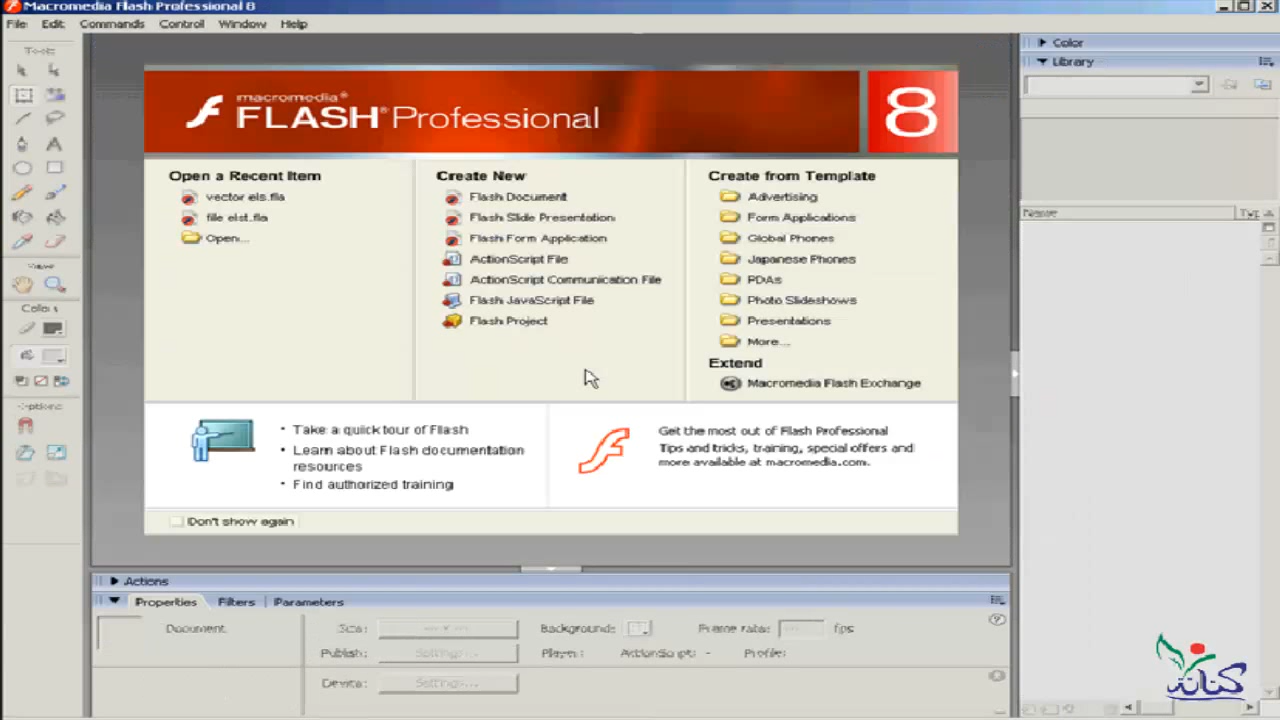 Macromedia Flash Professional 8
File Edit Commands Control Window Help
Tools
View
Colors
Options
macromedia®
FLASH® Professional
8
Open a Recent Item
vector els.fla
file elst.fla
Open...
Create New
Flash Document
Flash Slide Presentation
Flash Form Application
ActionScript File
ActionScript Communication File
Flash JavaScript File
Flash Project
Create from Template
Advertising
Form Applications
Global Phones
Japanese Phones
PDAs
Photo Slideshows
Presentations
More...
Extend
Macromedia Flash Exchange
• Take a quick tour of Flash
• Learn about Flash documentation
resources
• Find authorized training
Get the most out of Flash Professional
Tips and tricks, training, special offers and
more available at macromedia.com.
Don't show again
Color
Library
Name
Actions
Properties Filters Parameters
Document
Size: Background: Frame rate: fps
Publish: Settings... Player: ActionScript: - Profile:
Device: Settings...
كنانة